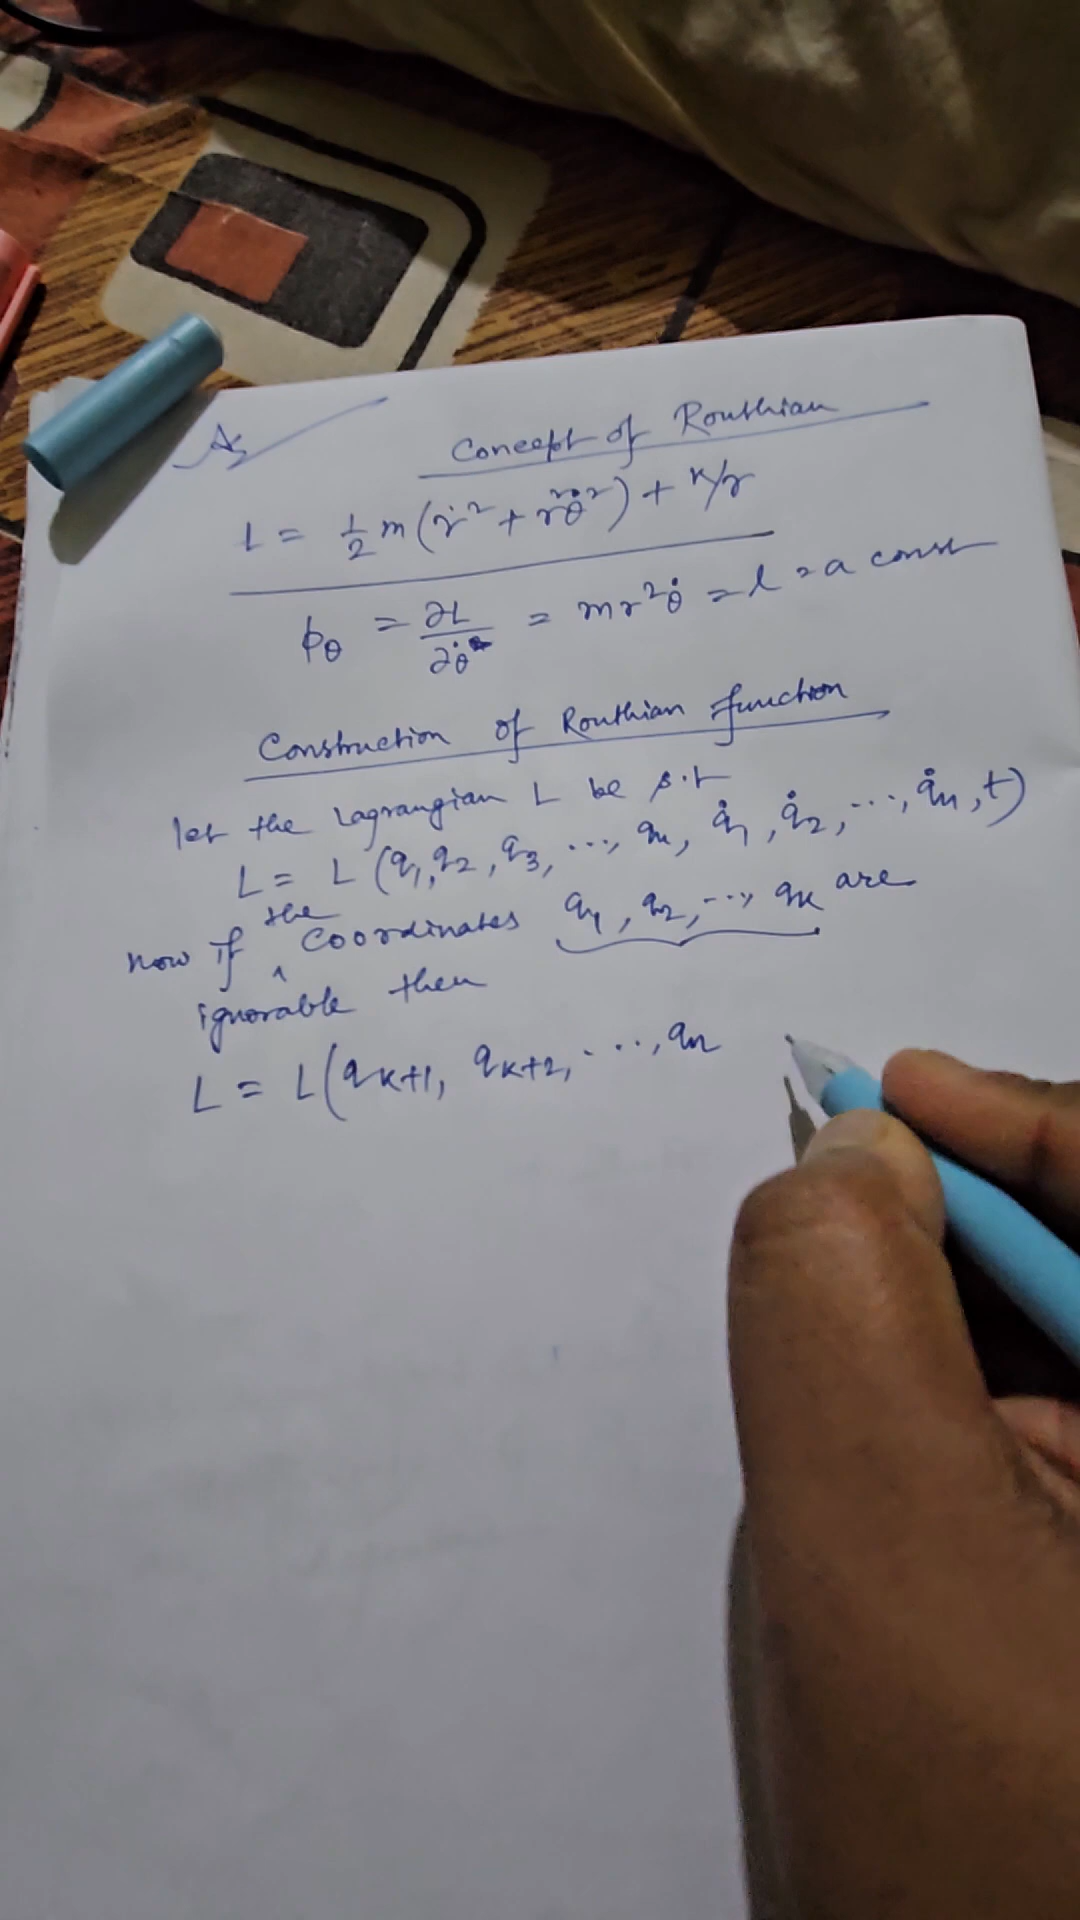 Concept of Routhian
L = 1/2 m(ṙ² + r²θ̇²) + K/r
pθ = ∂L/∂θ̇ = mr²θ̇ = l = a const
Construction of Routhian function
let the Lagrangian L be s.t
L = L (q1, q2, q3, ..., qn, q̇1, q̇2, ..., q̇n, t)
Now if the coordinates q1, q2, ..., qk are
ignorable then
L = L(qk+1, qk+2, ..., qn